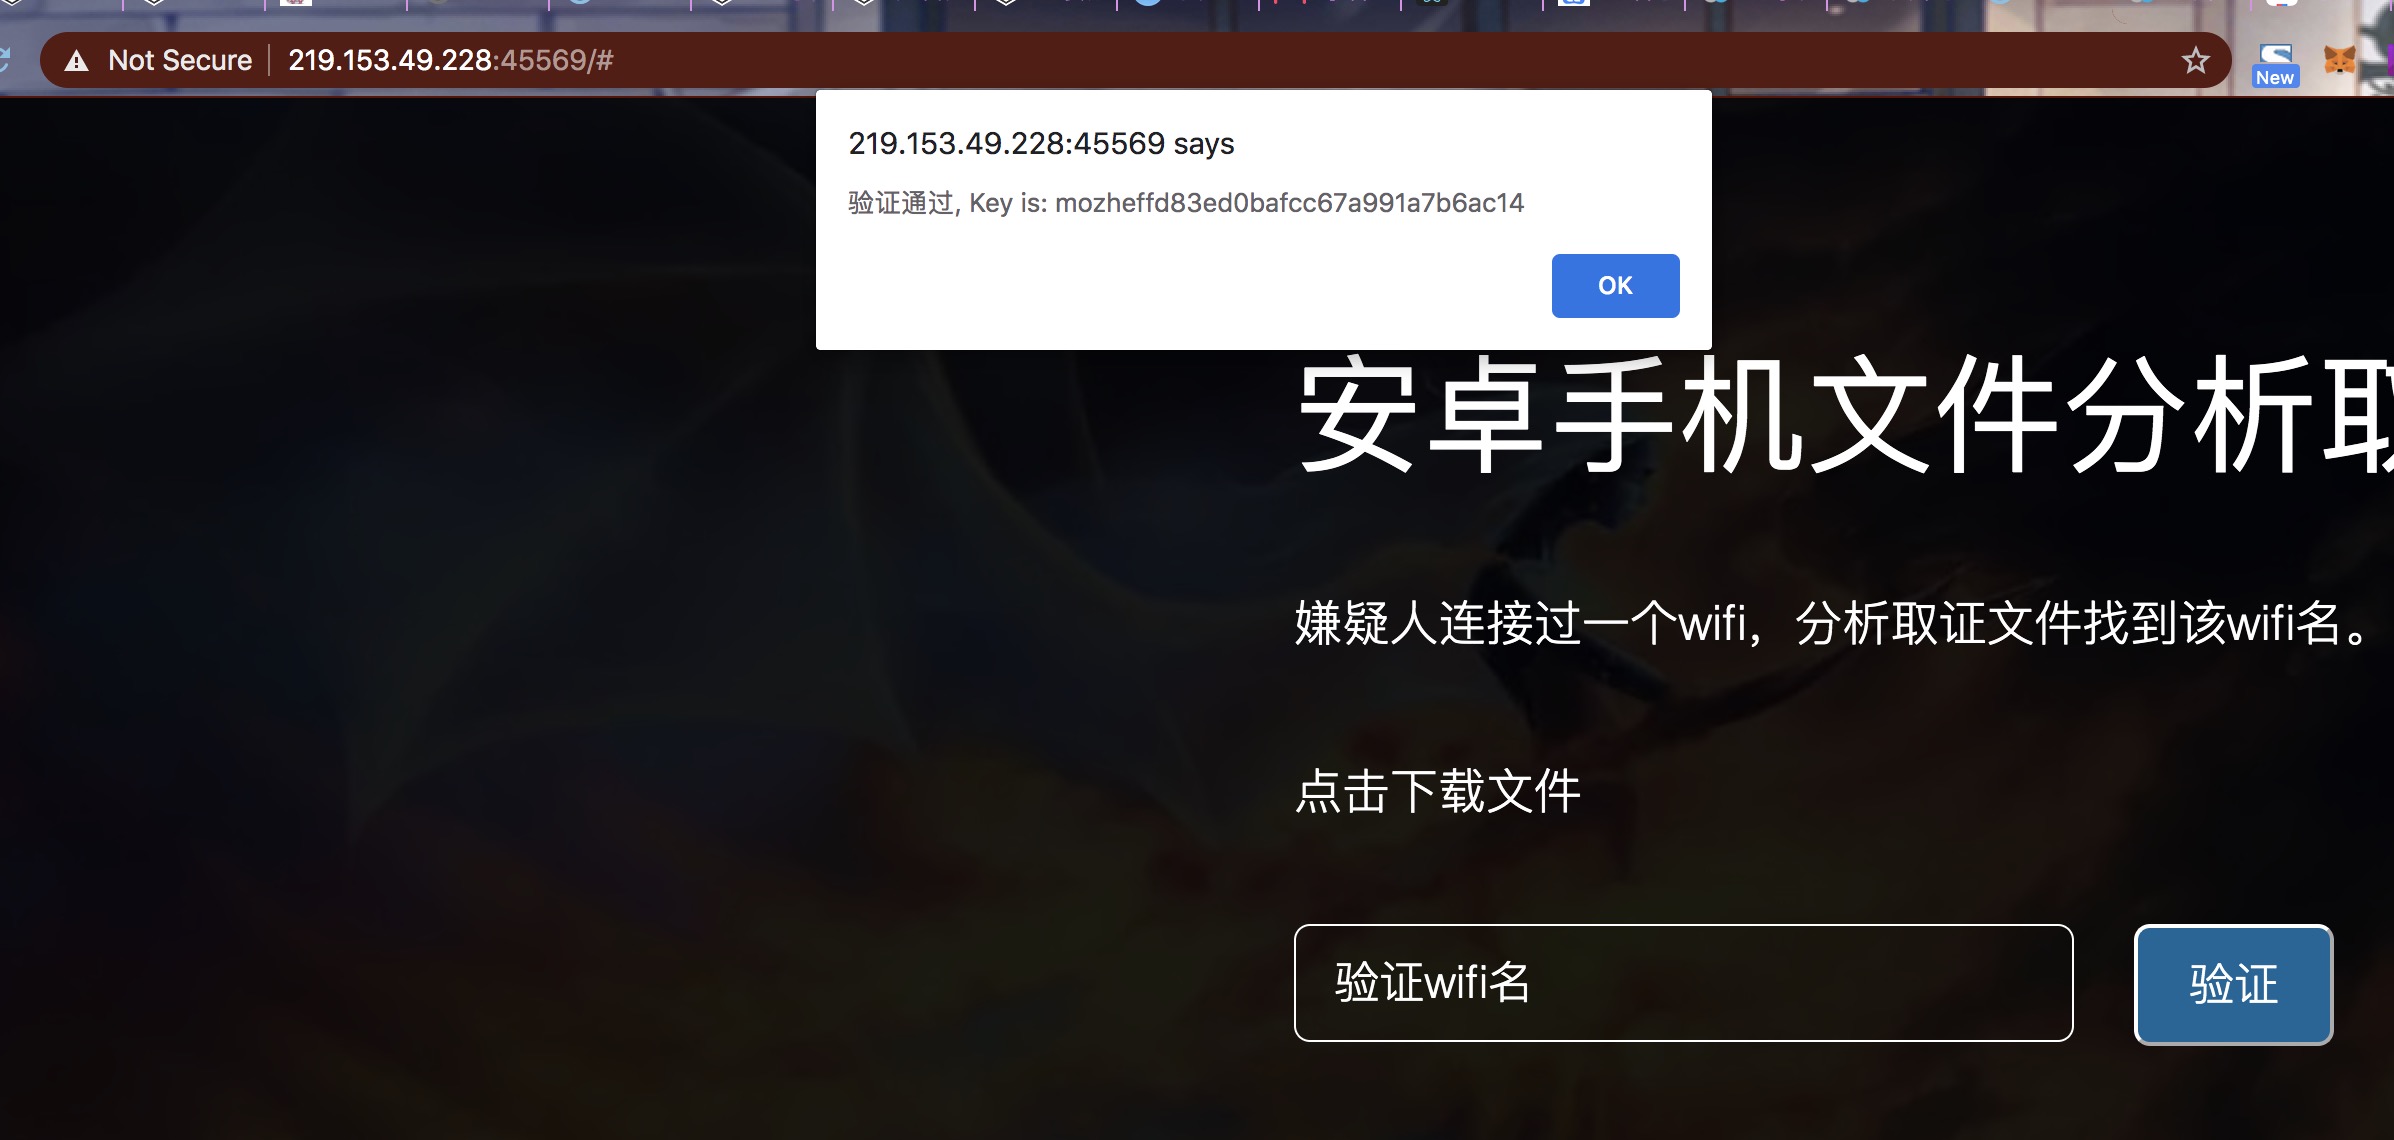 Not Secure | 219.153.49.228:45569/#
New
219.153.49.228:45569 says
验证通过, Key is: mozheffd83ed0bafcc67a991a7b6ac14
OK
安卓手机文件分析取
嫌疑人连接过一个wifi，分析取证文件找到该wifi名。
点击下载文件
验证wifi名
验证